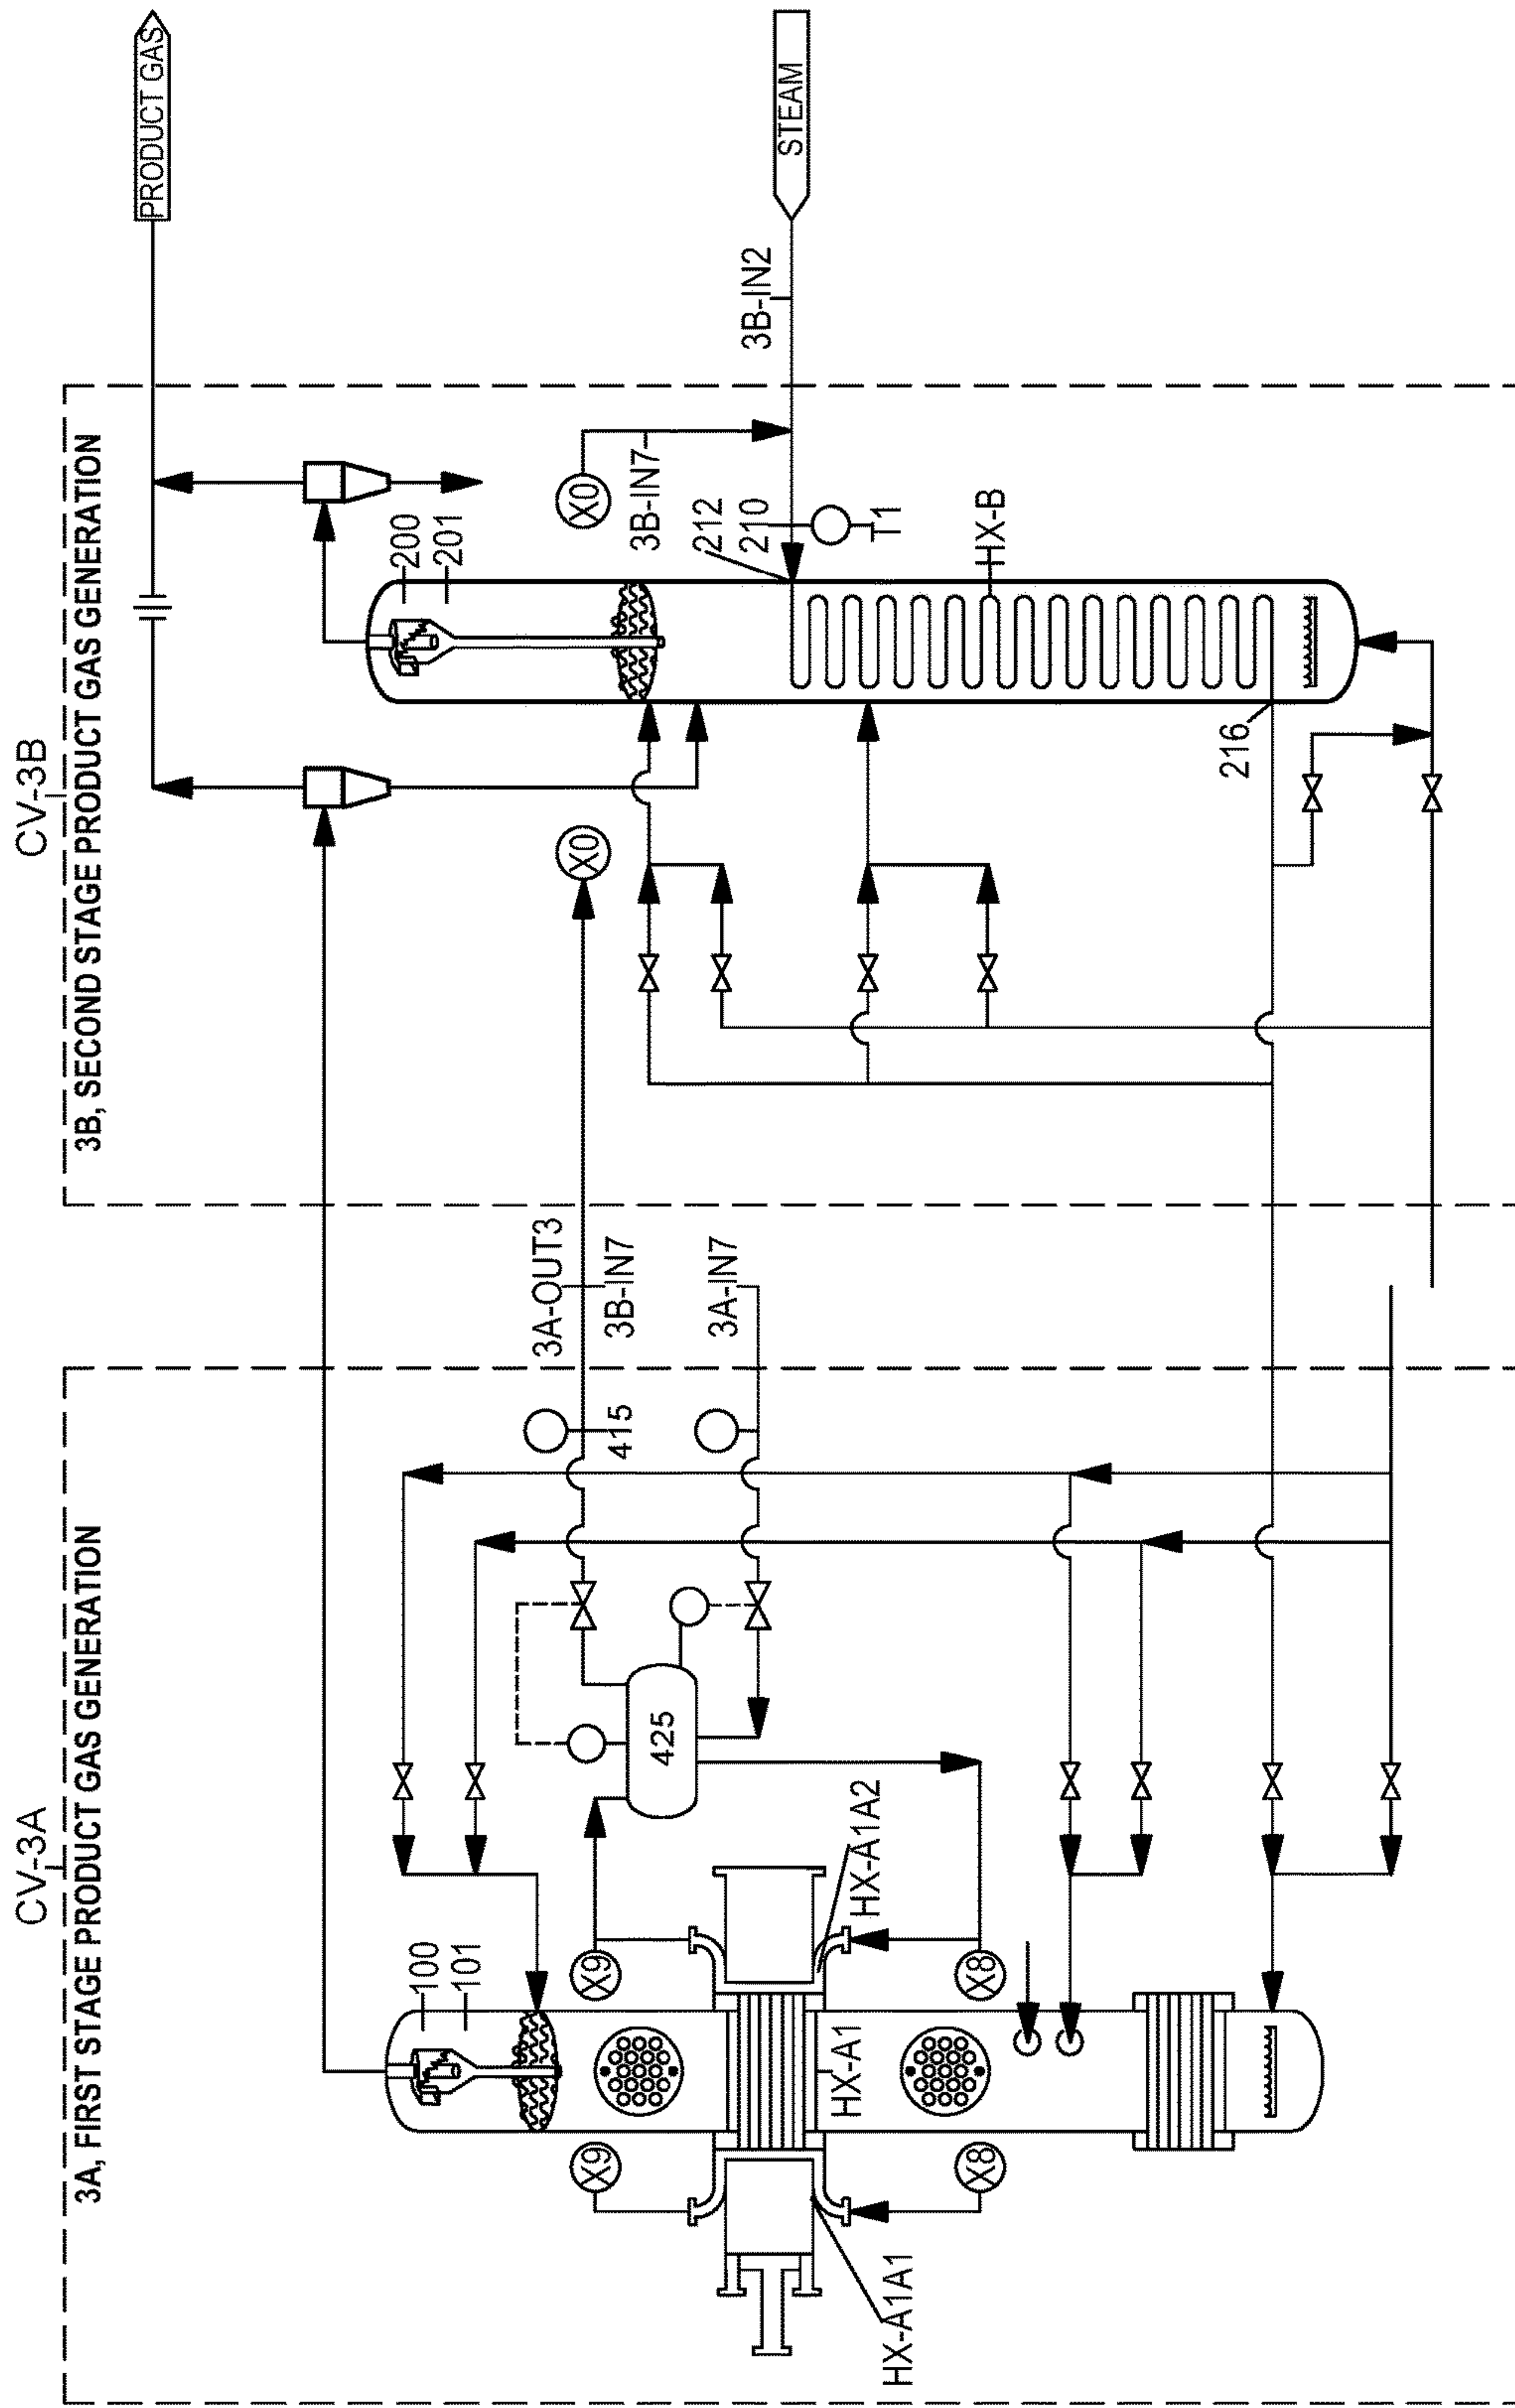 CV-3A
3A, FIRST STAGE PRODUCT GAS GENERATION
100
101
X9
X9
425
415
3A-OUT3
3B-IN7
3A-IN7
HX-A1A2
HX-A1
HX-A1A1
X8
X8
CV-3B
3B, SECOND STAGE PRODUCT GAS GENERATION
PRODUCT GAS
200
201
X0
X0
3B-IN7
212
210
T1
3B-IN2
STEAM
HX-B
216